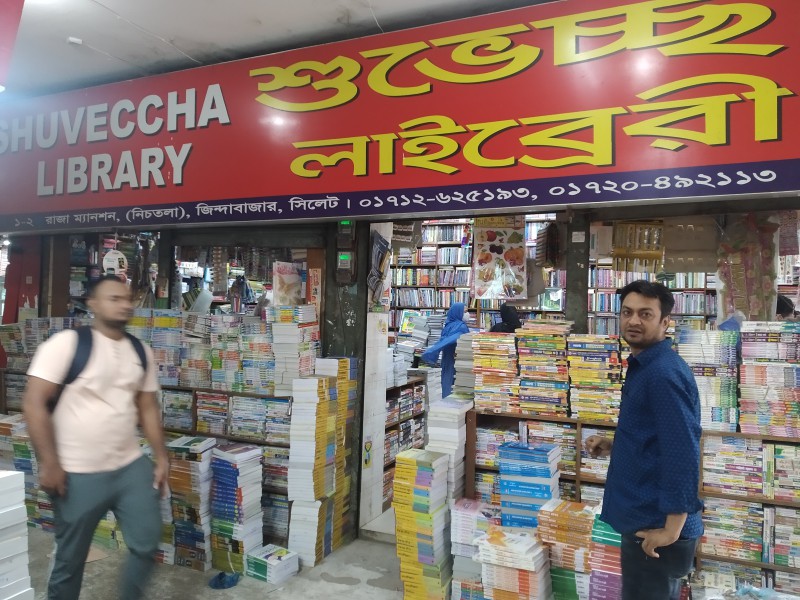 SHUVECCHA
LIBRARY
শুভেচ্ছা
লাইব্রেরী
১-২ রাজা ম্যানশন, (নিচতলা), জিন্দাবাজার, সিলেট। ০১৭১২-৬২৫১৯৩, ০১৭২০-৪৯২১১৩